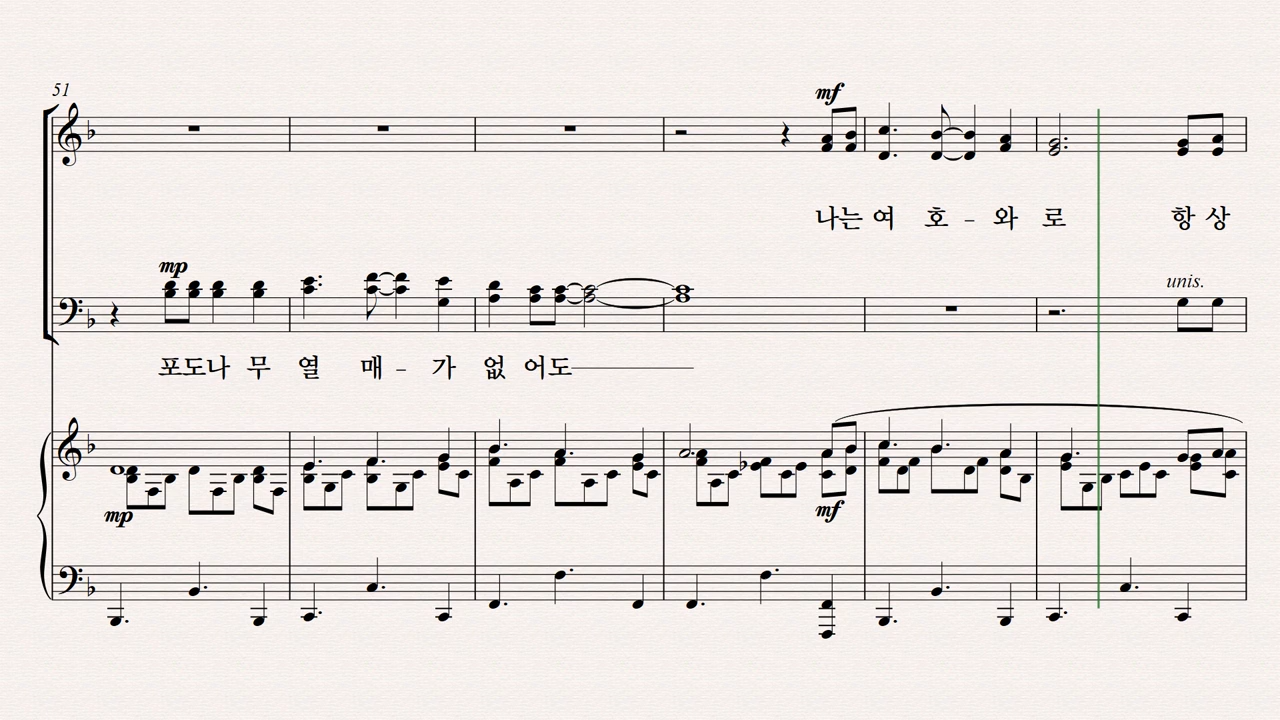 51
mf
나는 여 호 - 와 로 항 상
mp
unis.
포도나 무 열 매 - 가 없 어도
mp
mf